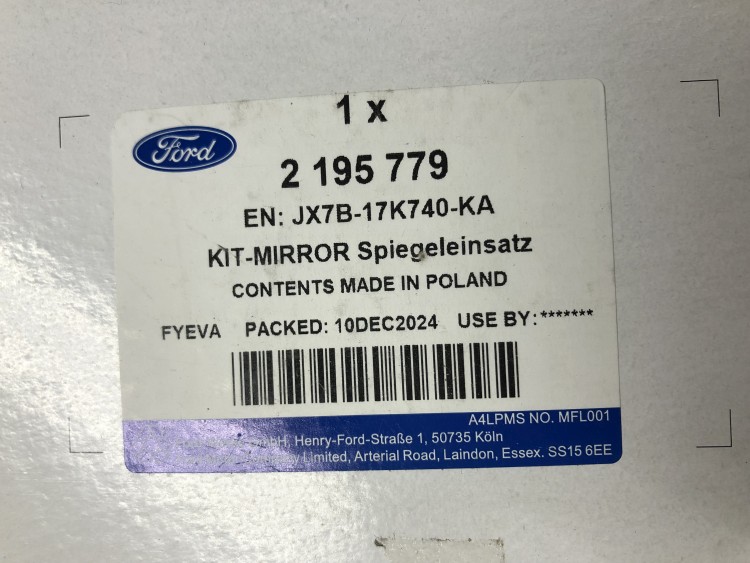 1 x
Ford
2 195 779
EN: JX7B-17K740-KA
KIT-MIRROR Spiegeleinsatz
CONTENTS MADE IN POLAND
FYEVA PACKED: 10DEC2024 USE BY: *******
A4LPMS NO. MFL001
Henry-Ford-Straße 1, 50735 Köln
Limited, Arterial Road, Laindon, Essex. SS15 6EE